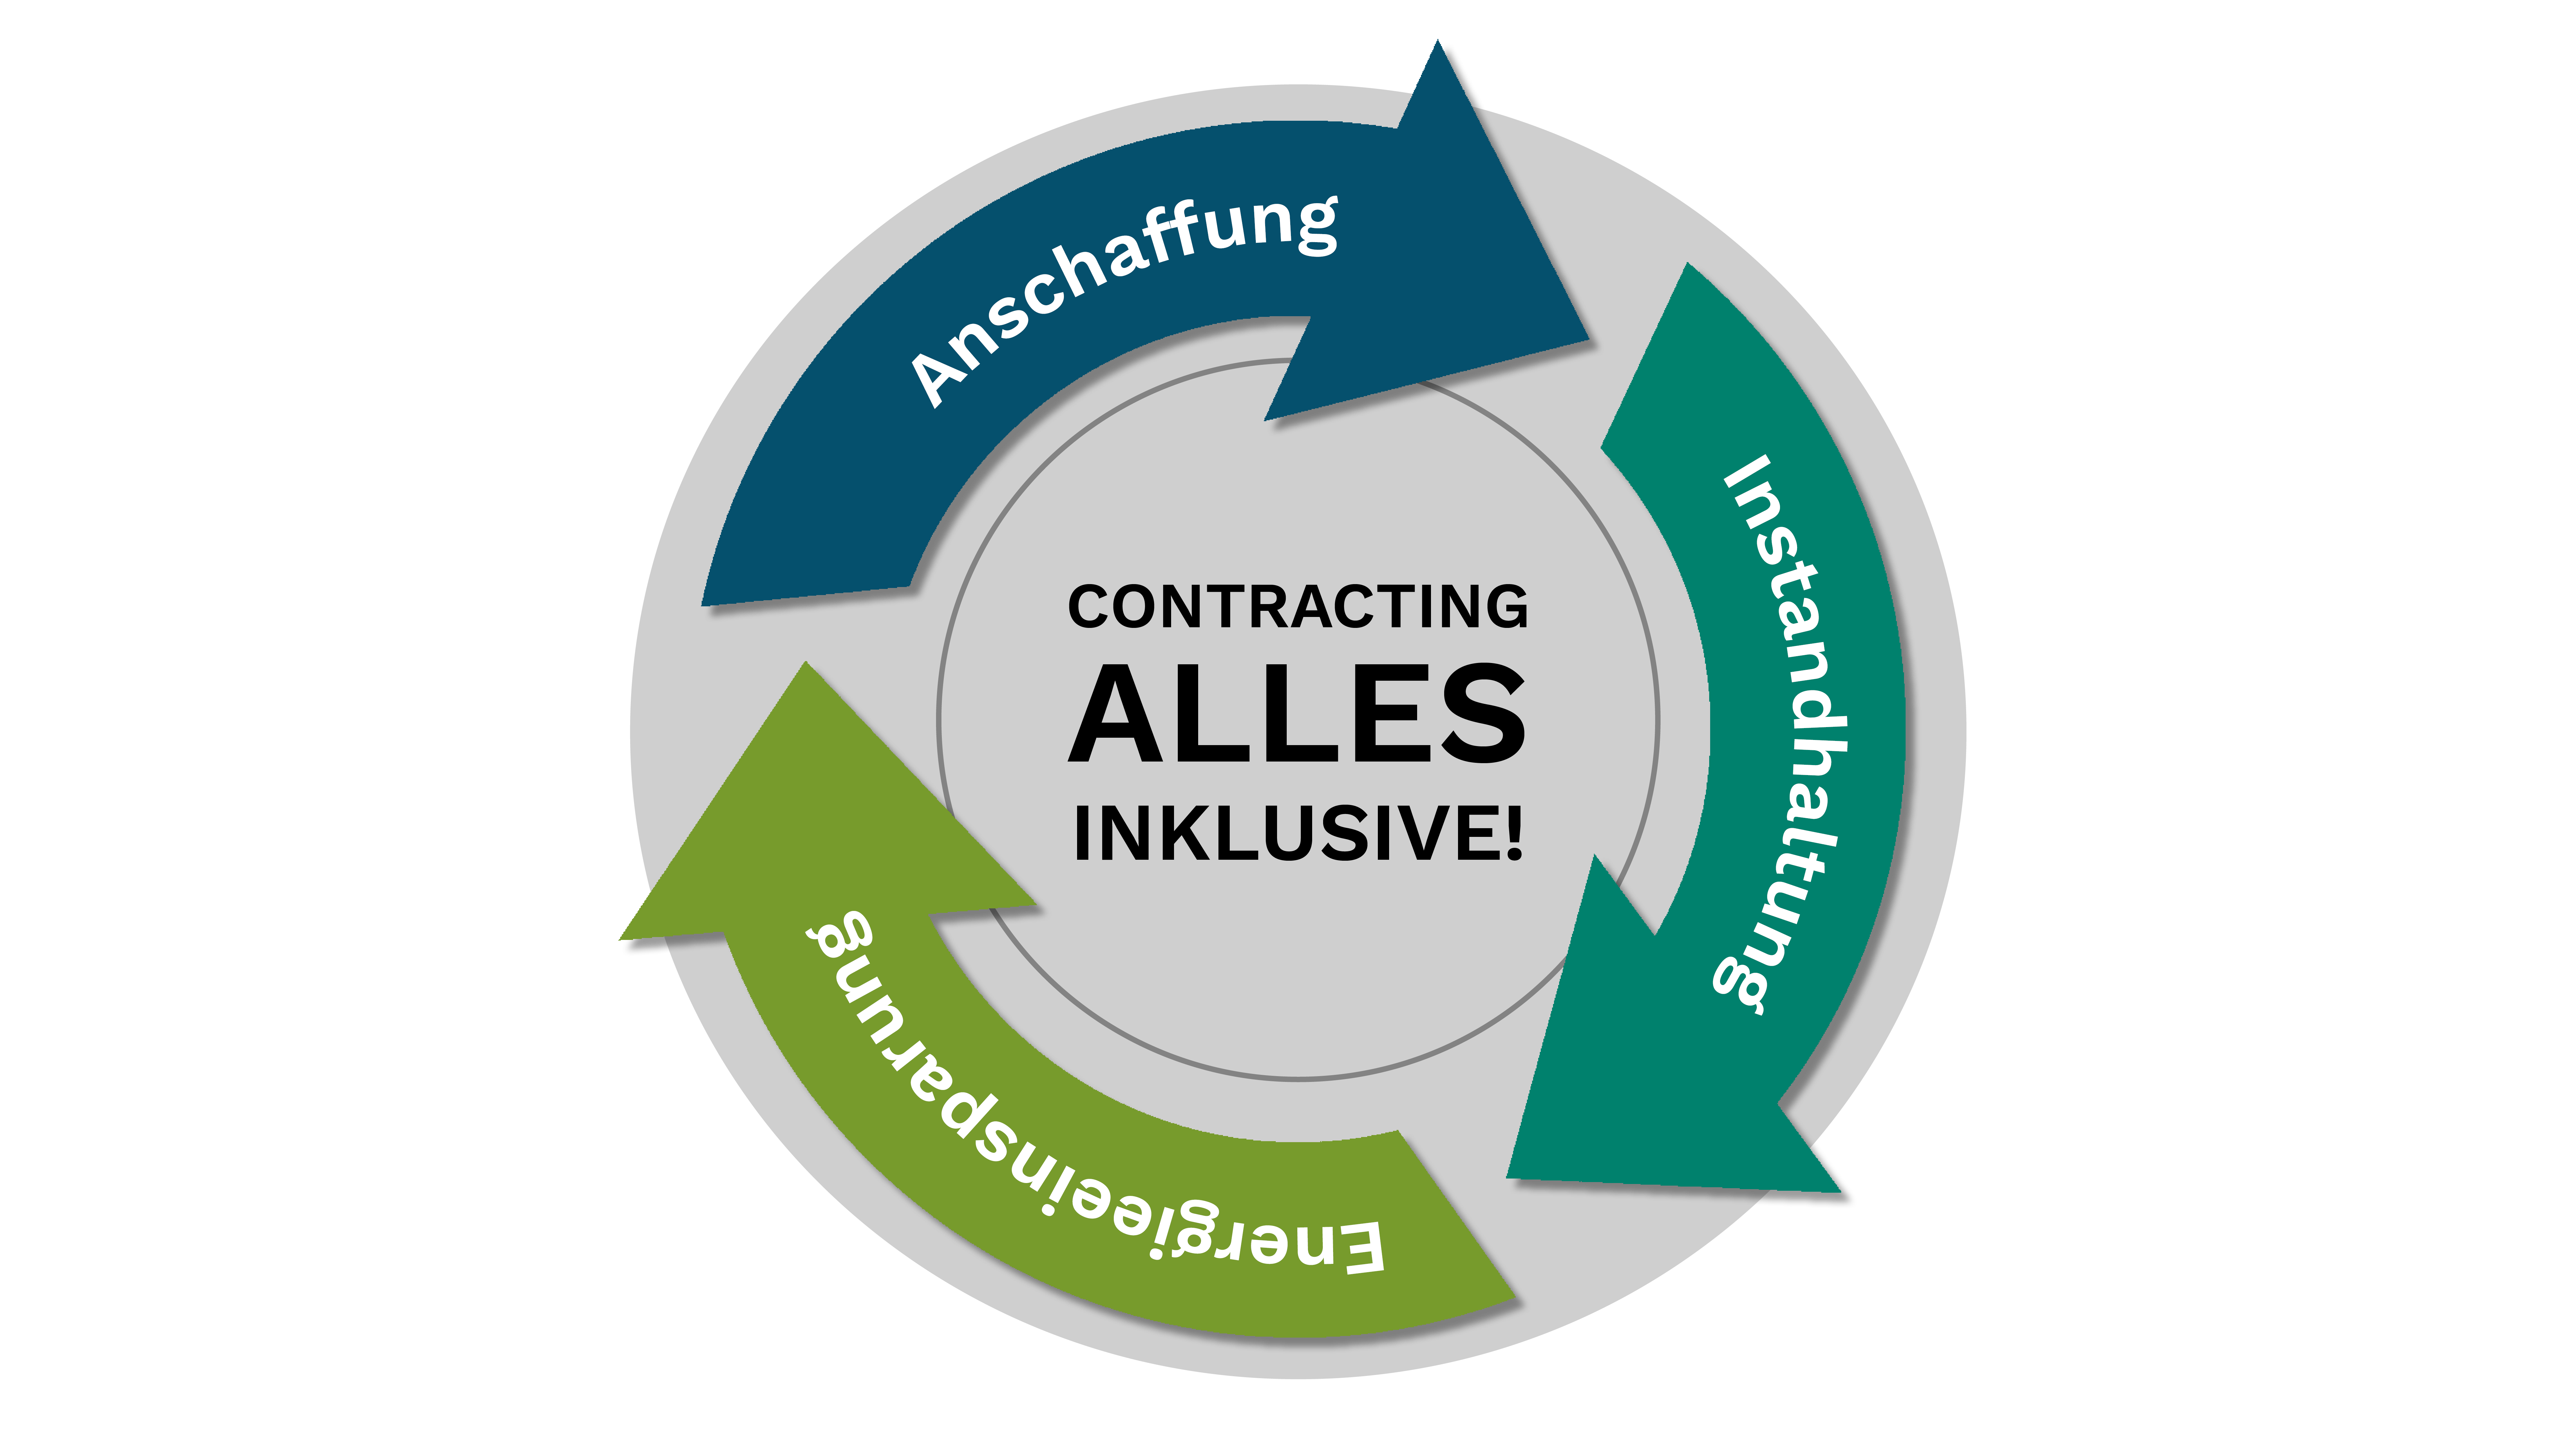 Anschaffung
Instandhaltung
Energieeinsparung
CONTRACTING
ALLES
INKLUSIVE!